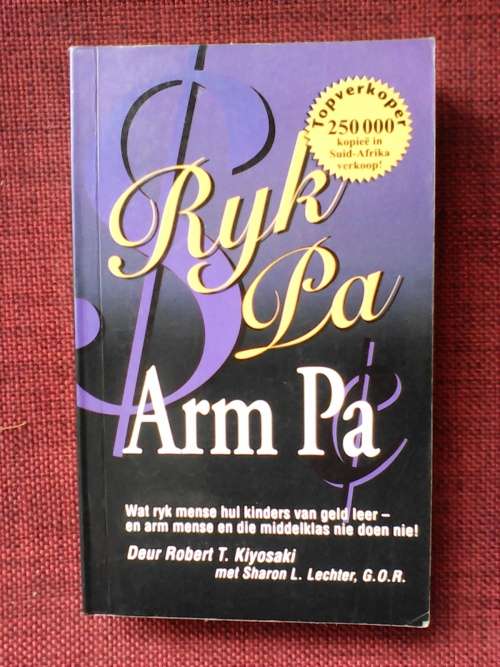 Topverkoper
250 000
kopieë in
Suid-Afrika
verkoop!
Ryk
Pa
Arm Pa
Wat ryk mense hul kinders van geld leer –
en arm mense en die middelklas nie doen nie!
Deur Robert T. Kiyosaki
met Sharon L. Lechter, G.O.R.